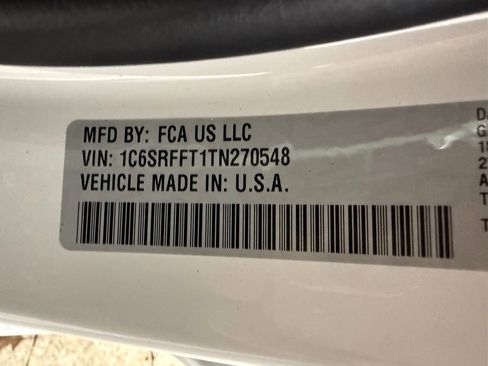 MFD BY: FCA US LLC
VIN: 1C6SRFFT1TN270548
VEHICLE MADE IN: U.S.A.